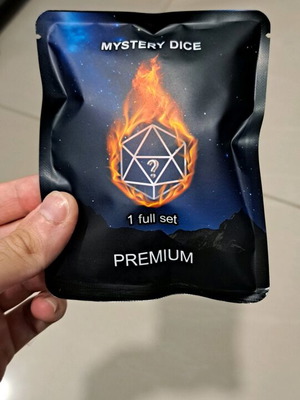 MYSTERY DICE
?
1 full set
PREMIUM